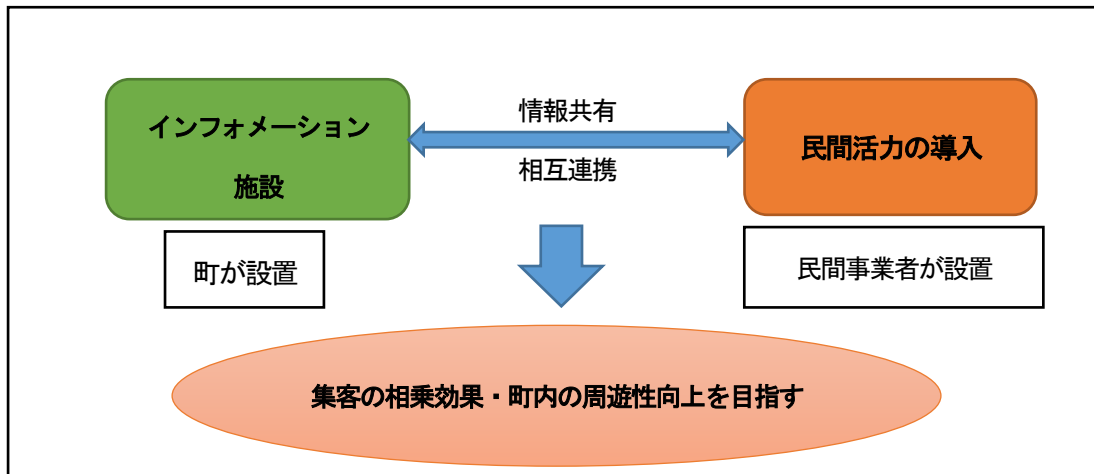 インフォメーション
施設
情報共有
相互連携
民間活力の導入
町が設置
民間事業者が設置
集客の相乗効果・町内の周遊性向上を目指す